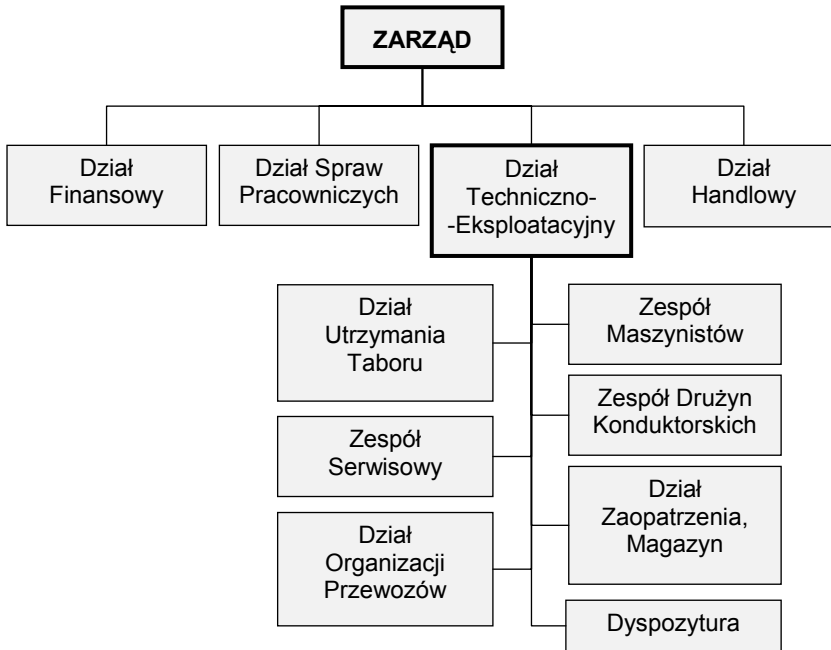 ZARZĄD
Dział
Finansowy
Dział Spraw
Pracowniczych
Dział
Techniczno-
-Eksploatacyjny
Dział
Handlowy
Dział
Utrzymania
Taboru
Zespół
Maszynistów
Zespół Drużyn
Konduktorskich
Zespół
Serwisowy
Dział
Zaopatrzenia,
Magazyn
Dział
Organizacji
Przewozów
Dyspozytura